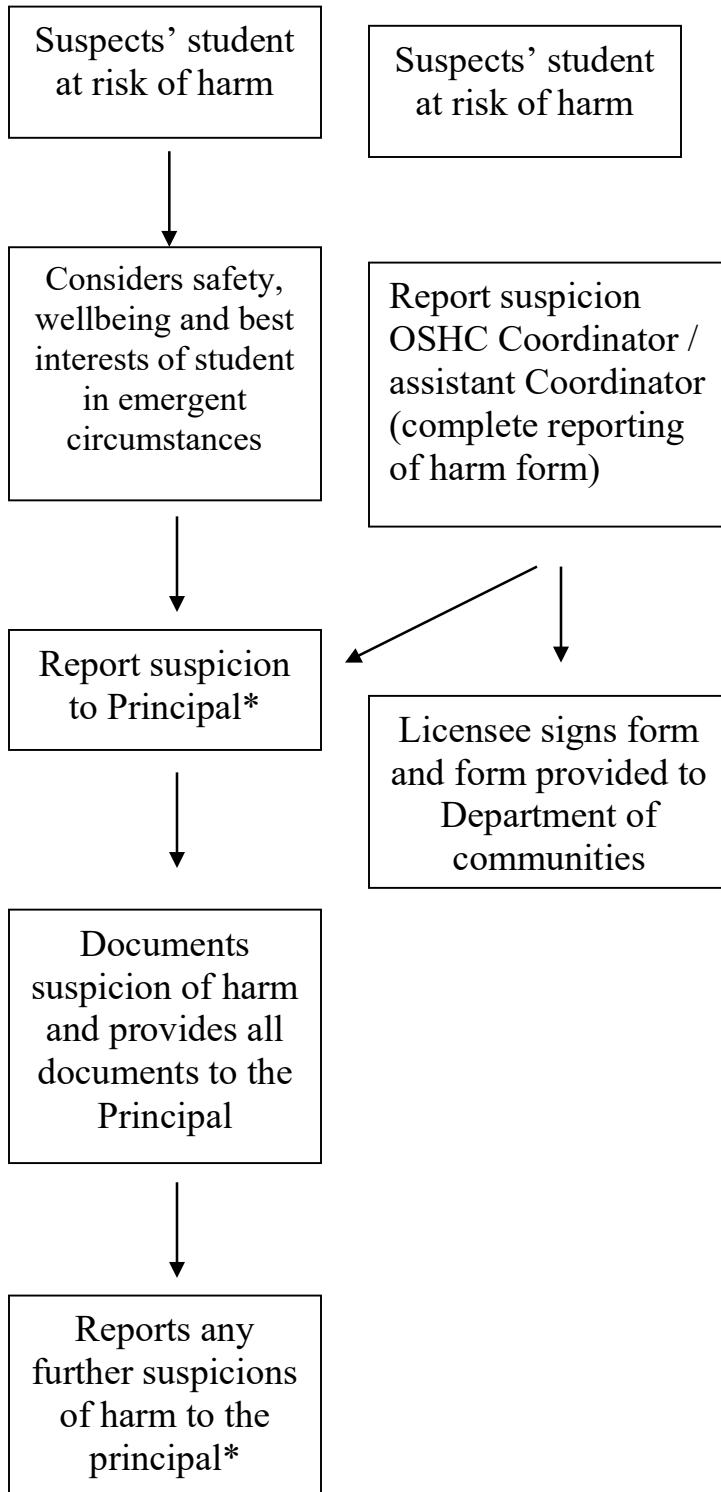 Suspects’ student
at risk of harm
Suspects’ student
at risk of harm
Considers safety,
wellbeing and best
interests of student
in emergent
circumstances
Report suspicion
OSHC Coordinator /
assistant Coordinator
(complete reporting
of harm form)
Report suspicion
to Principal*
Licensee signs form
and form provided to
Department of
communities
Documents
suspicion of harm
and provides all
documents to the
Principal
Reports any
further suspicions
of harm to the
principal*